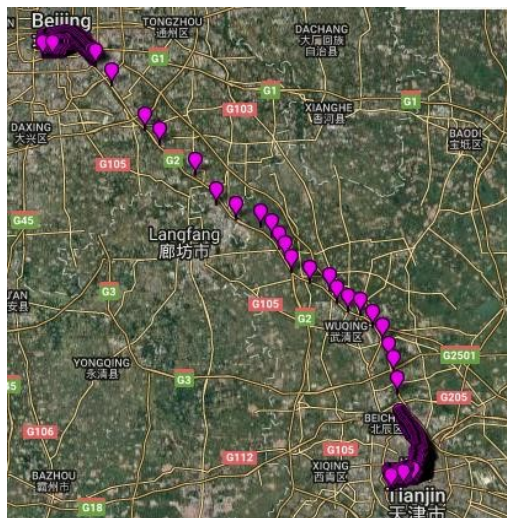 Beijing
TONGZHOU
通州区
DACHANG
大厂回族
自治县
G1
G1
G1
G103
XIANGHE
香河县
DAXING
大兴区
BAODI
宝坻区
G105
G2
G45
Langfang
廊坊市
G3
G105
G2
WUQING
武清区
YONGQING
永清县
G3
G2501
45
G205
G106
BEICH
北辰区
G105
G112
XIQING
西青区
BAZHOU
霸州市
G18
Tianjin
天津市